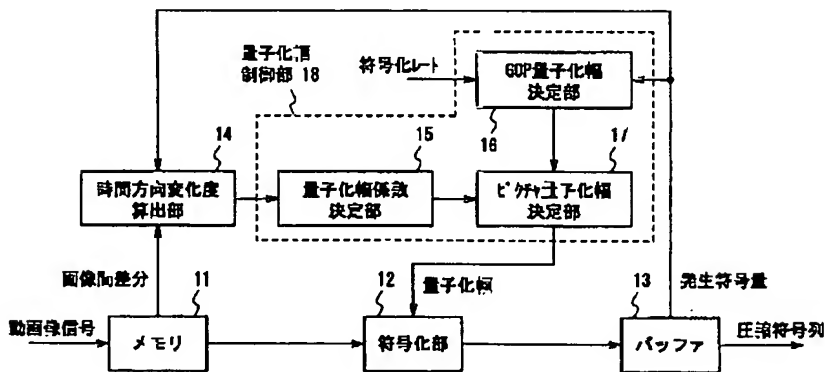 量子化幅
制御部 18
符号化レート
GOP量子化幅
決定部
16
17
14
15
時間方向変化度
算出部
量子化幅係数
決定部
ピクチャ量子化幅
決定部
画像間差分
11
12
量子化幅
13
発生符号量
動画像信号
メモリ
符号化部
バッファ
圧縮符号列